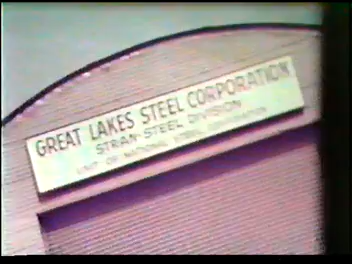 GREAT LAKES STEEL CORPORATION
STRAN-STEEL DIVISION
UNIT OF NATIONAL STEEL CORPORATION